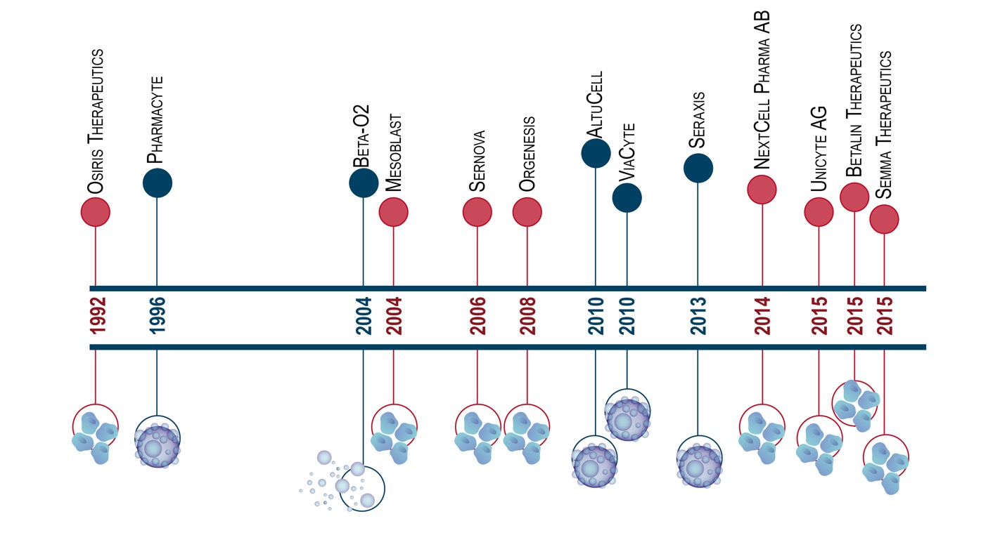 Osiris Therapeutics
Pharmacyte
Beta-O2
Mesoblast
Sernova
Orgenesis
AltuCell
ViaCyte
Seraxis
NextCell Pharma AB
Unicyte AG
Betalin Therapeutics
Semma Therapeutics
1992
1996
2004
2004
2006
2008
2010
2010
2013
2014
2015
2015
2015